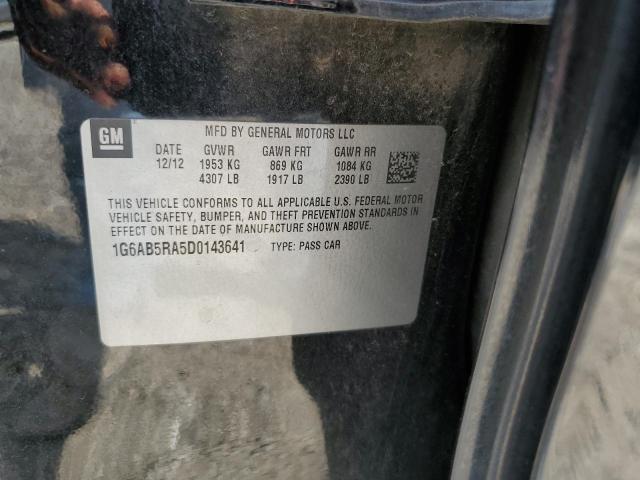 GM
MFD BY GENERAL MOTORS LLC
DATE GVWR GAWR FRT GAWR RR
12/12 1953 KG 869 KG 1084 KG
4307 LB 1917 LB 2390 LB
THIS VEHICLE CONFORMS TO ALL APPLICABLE U.S. FEDERAL MOTOR
VEHICLE SAFETY, BUMPER, AND THEFT PREVENTION STANDARDS IN
EFFECT ON THE DATE OF MANUFACTURE SHOWN ABOVE.
1G6AB5RA5D0143641 TYPE: PASS CAR